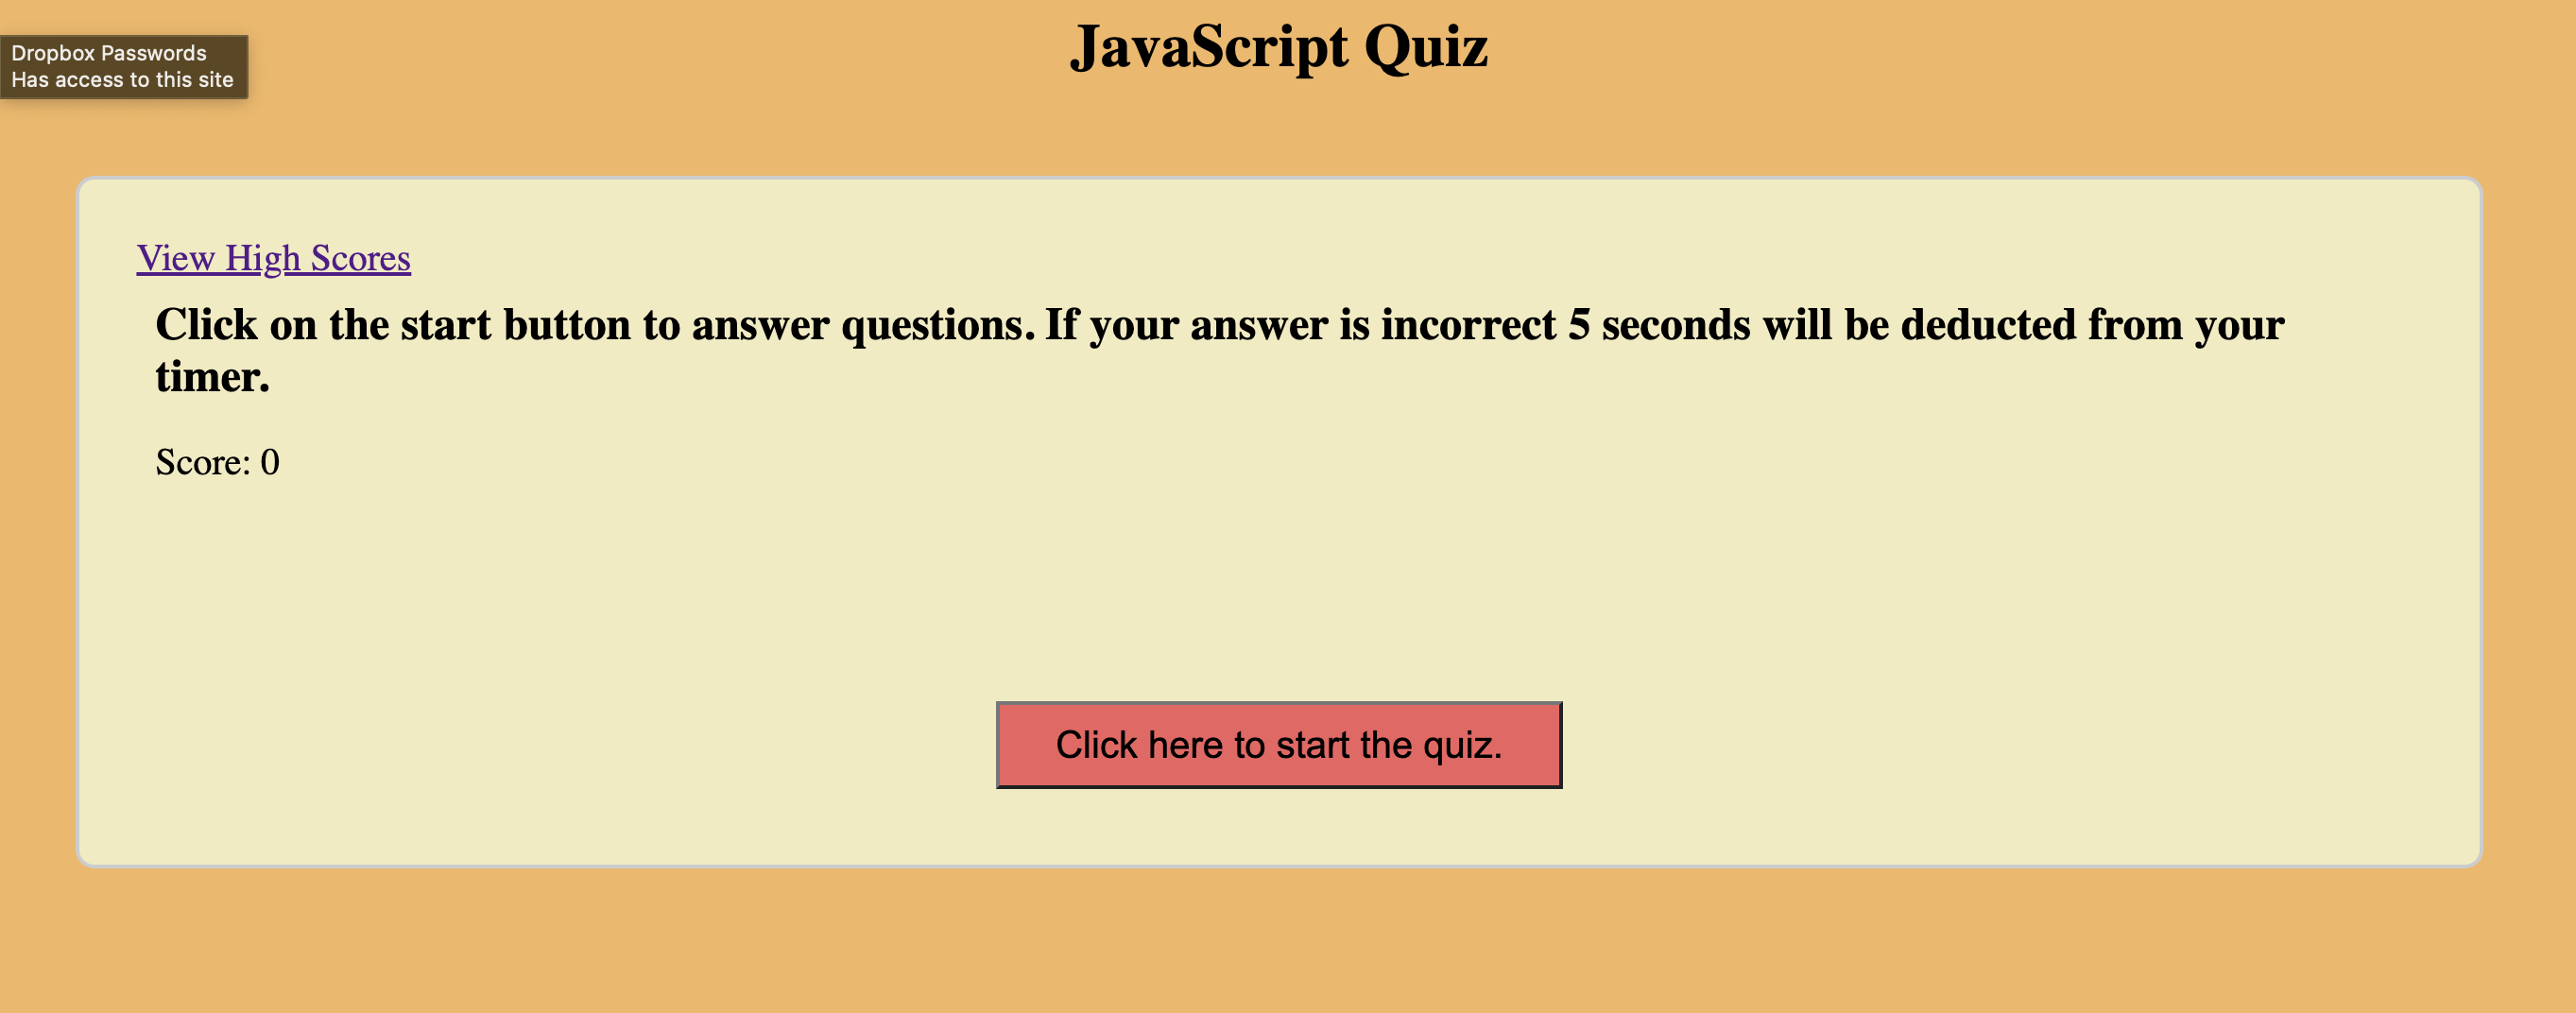 JavaScript Quiz
Dropbox Passwords
Has access to this site
View High Scores
Click on the start button to answer questions. If your answer is incorrect 5 seconds will be deducted from your
timer.
Score: 0
Click here to start the quiz.